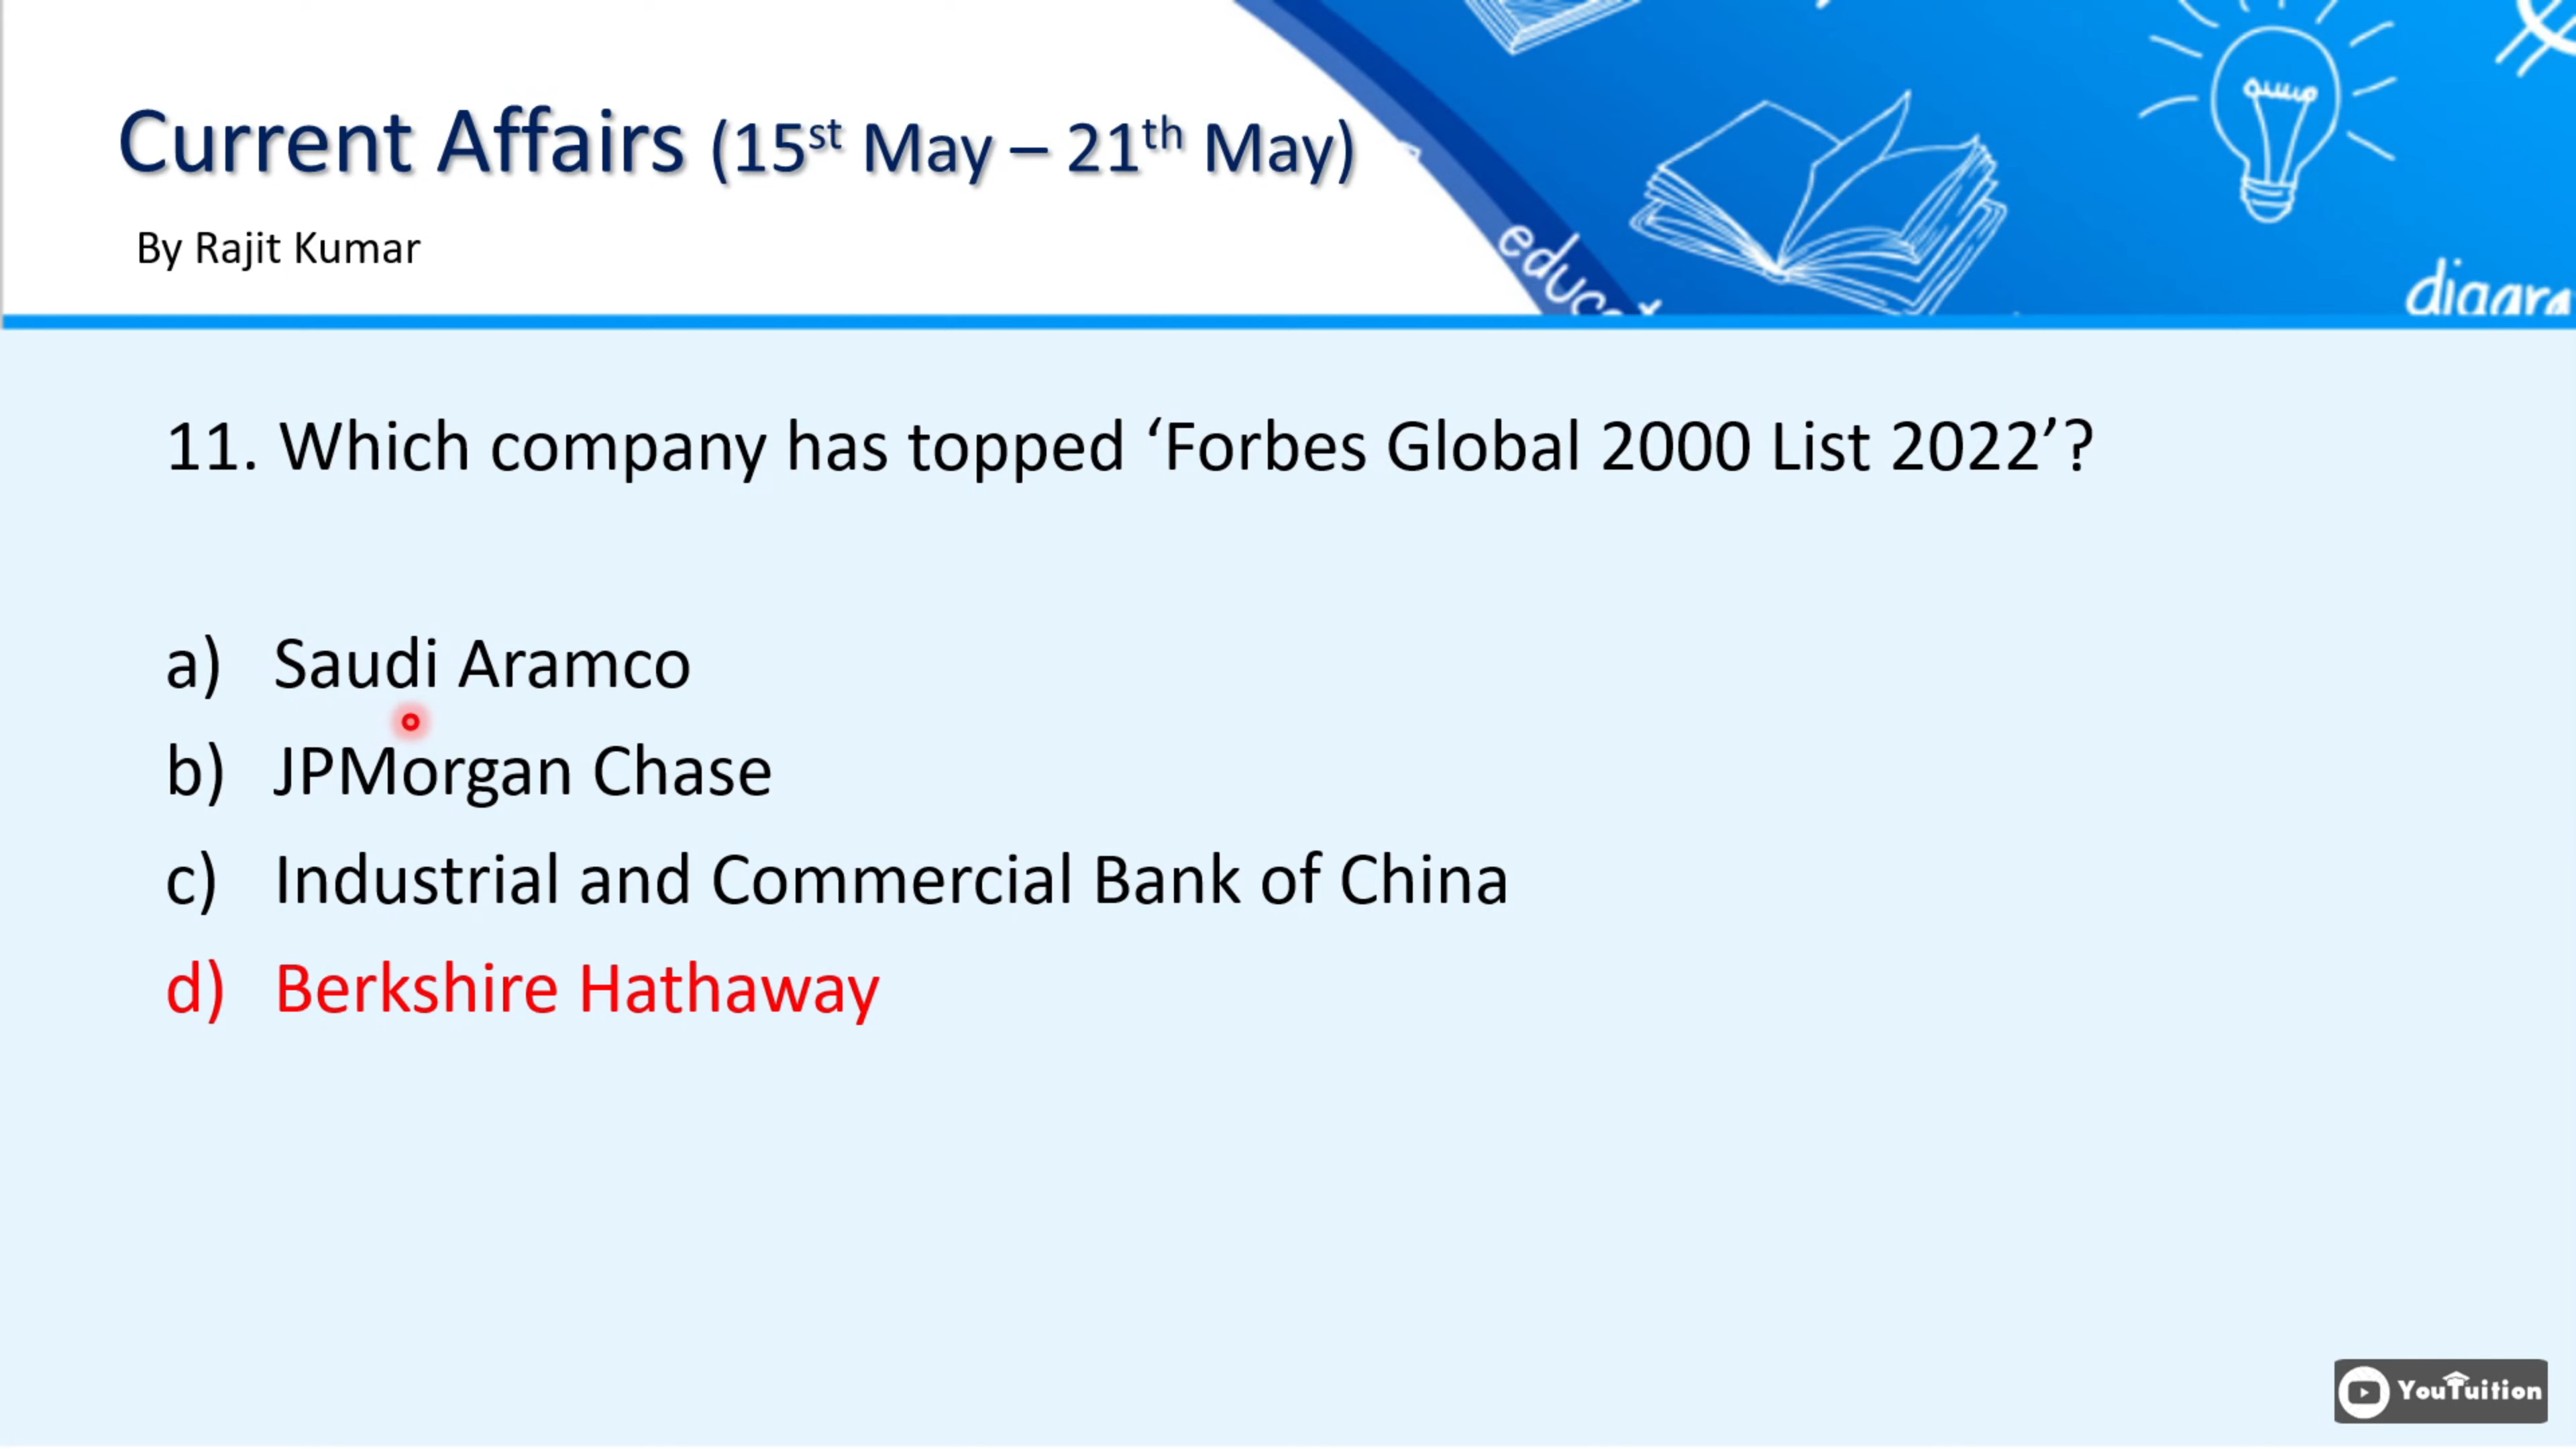 Current Affairs (15st May – 21th May)
By Rajit Kumar
11. Which company has topped ‘Forbes Global 2000 List 2022’?
a) Saudi Aramco
b) JPMorgan Chase
c) Industrial and Commercial Bank of China
d) Berkshire Hathaway
YouTuition